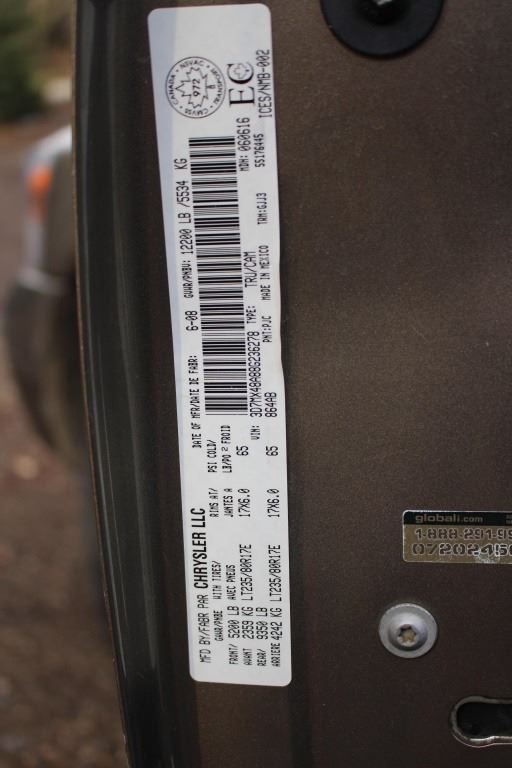 MFD BY/FABR PAR CHRYSLER LLC
DATE OF MFR/DATE DE FABR: 6-08
GVWR/PNBV: 12200 LB /5534 KG
GAWR/PNBE
WITH TIRES/
AVEC PNEUS
RIMS AT/
JANTES A
PSI COLD/
LB/PO² FROID
FRONT/ 5200 LB
AVANT 2359 KG LT235/80R17E 17X6.0 65
REAR/ 9350 LB
ARRIERE 4242 KG LT235/80R17E 17X6.0 65
VIN: 3D7MX48A88G236278 TYPE: TRU/CAM
864AB PNT:PJC MADE IN MEXICO TRM:GJJ3
MDH: 060616
55176445
CANADA
972
CMVSS
EC
ICES/NMB-002
globali.com